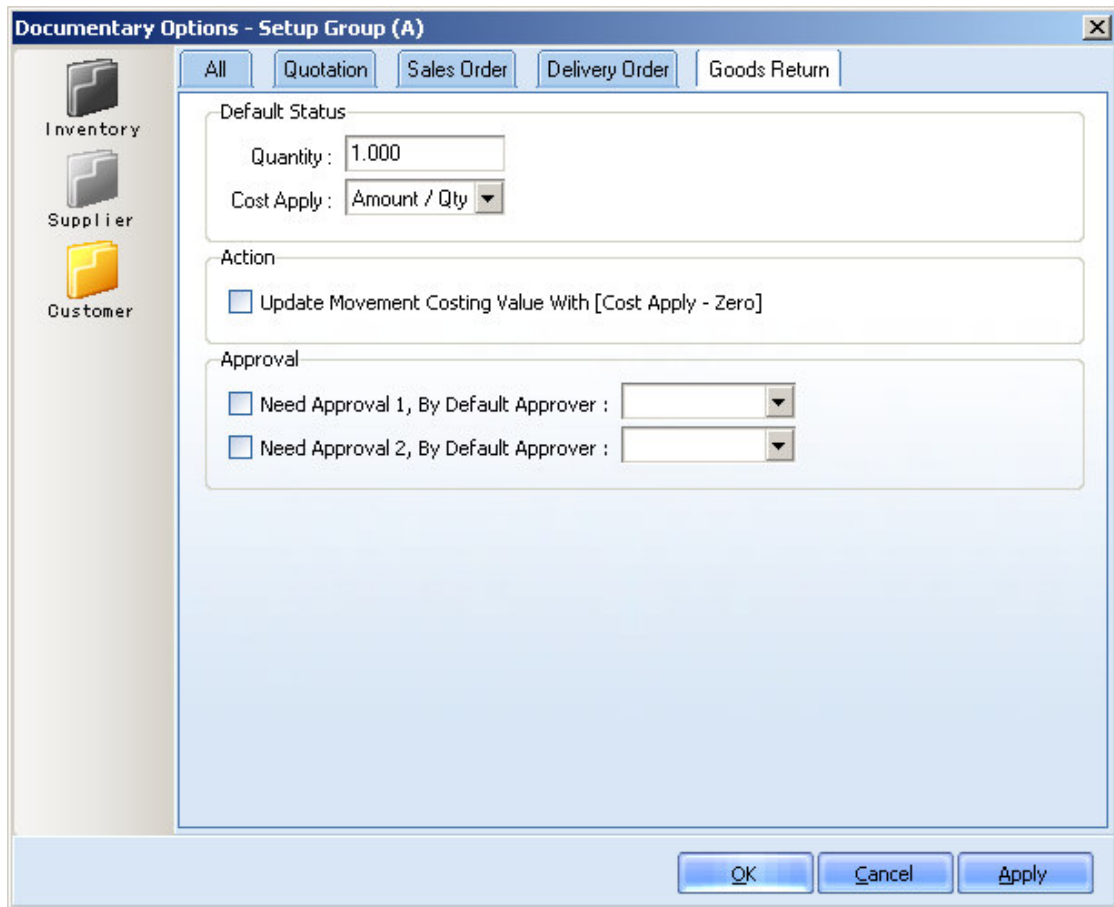 Documentary Options - Setup Group (A)
Inventory
Supplier
Customer
All Quotation Sales Order Delivery Order Goods Return
Default Status
Quantity : 1.000
Cost Apply : Amount / Qty
Action
Update Movement Costing Value With [Cost Apply - Zero]
Approval
Need Approval 1, By Default Approver :
Need Approval 2, By Default Approver :
OK Cancel Apply